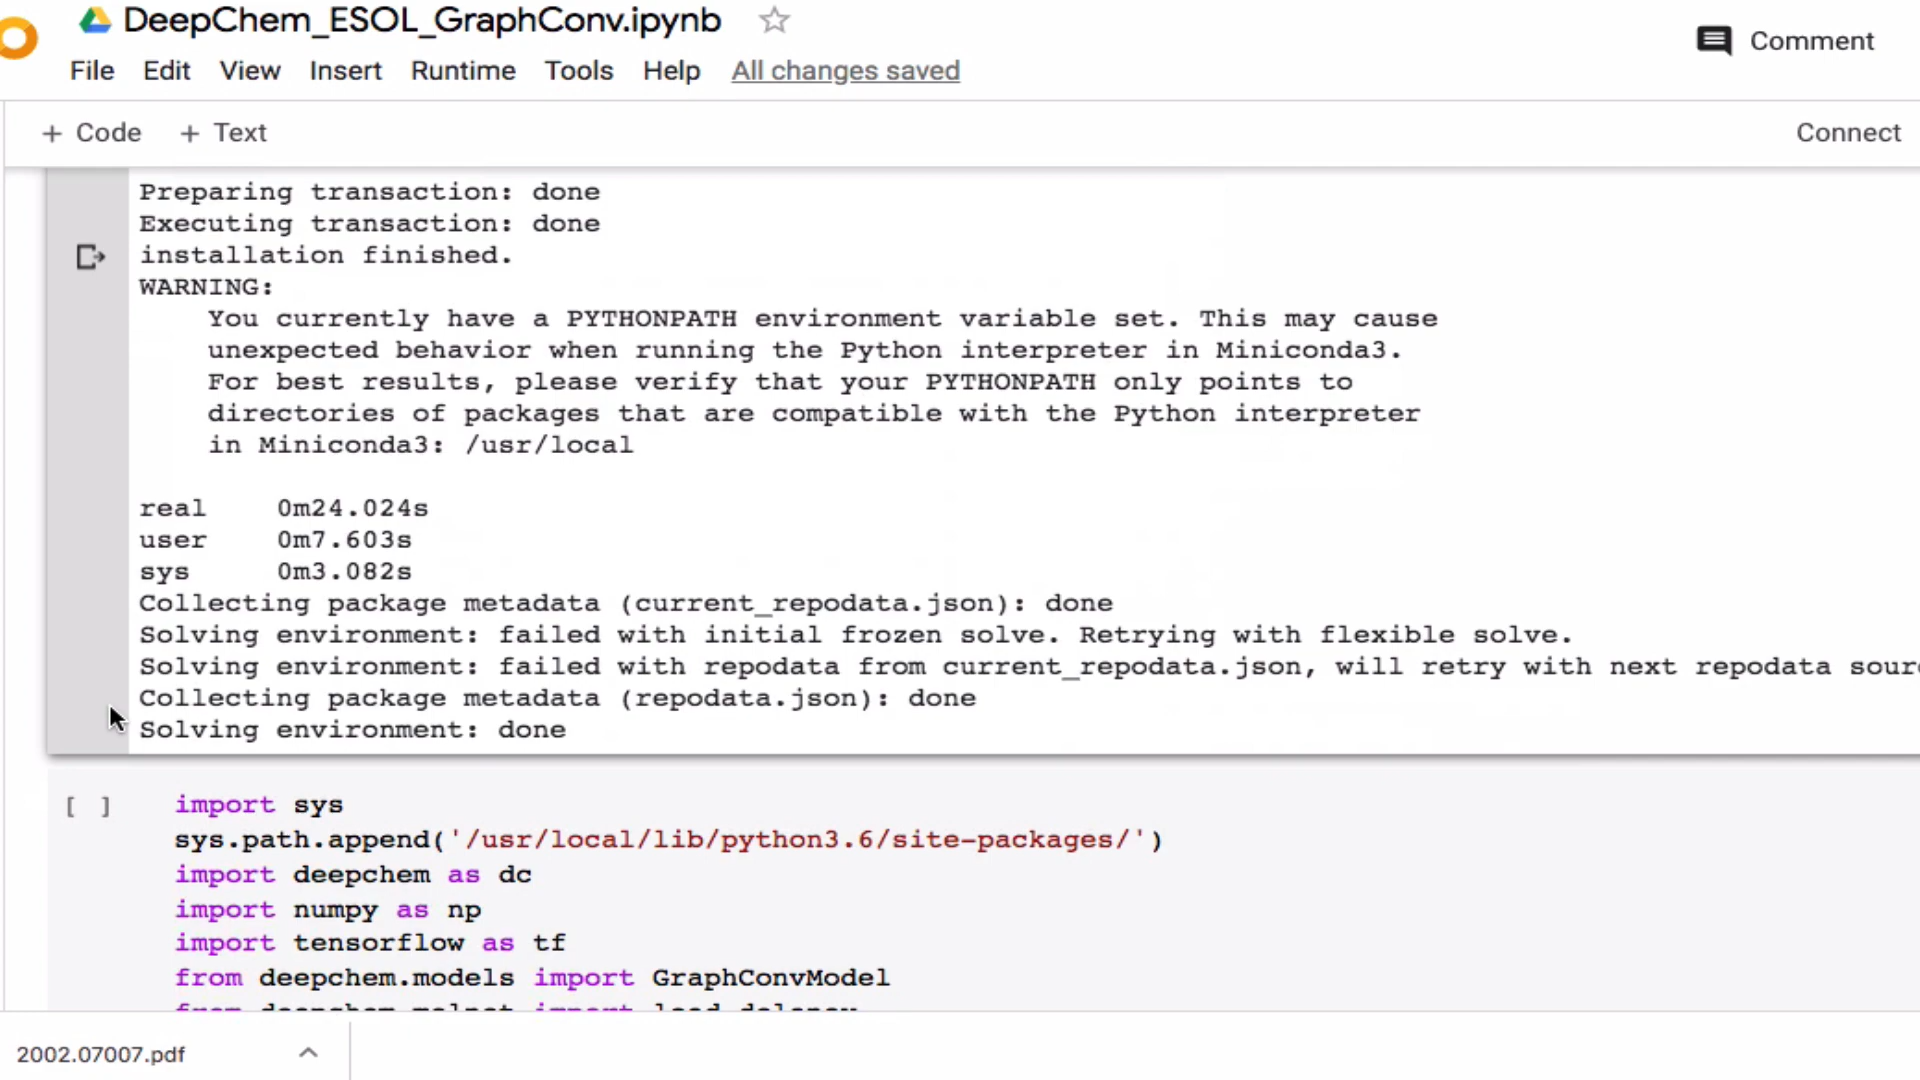 DeepChem_ESOL_GraphConv.ipynb
Comment
File Edit View Insert Runtime Tools Help All changes saved
+ Code + Text
Connect
Preparing transaction: done
Executing transaction: done
installation finished.
WARNING:
You currently have a PYTHONPATH environment variable set. This may cause
unexpected behavior when running the Python interpreter in Miniconda3.
For best results, please verify that your PYTHONPATH only points to
directories of packages that are compatible with the Python interpreter
in Miniconda3: /usr/local
real 0m24.024s
user 0m7.603s
sys 0m3.082s
Collecting package metadata (current_repodata.json): done
Solving environment: failed with initial frozen solve. Retrying with flexible solve.
Solving environment: failed with repodata from current_repodata.json, will retry with next repodata
Collecting package metadata (repodata.json): done
Solving environment: done
[ ] import sys
sys.path.append('/usr/local/lib/python3.6/site-packages/')
import deepchem as dc
import numpy as np
import tensorflow as tf
from deepchem.models import GraphConvModel
from deepchem.molnet import load_delaney
2002.07007.pdf